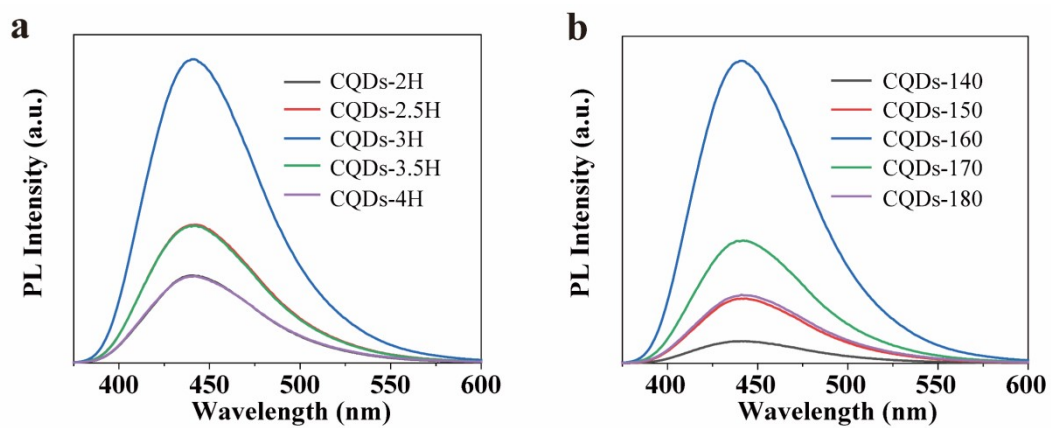 a
PL Intensity (a.u.)
CQDs-2H
CQDs-2.5H
CQDs-3H
CQDs-3.5H
CQDs-4H
400 450 500 550 600
Wavelength (nm)
b
PL Intensity (a.u.)
CQDs-140
CQDs-150
CQDs-160
CQDs-170
CQDs-180
400 450 500 550 600
Wavelength (nm)